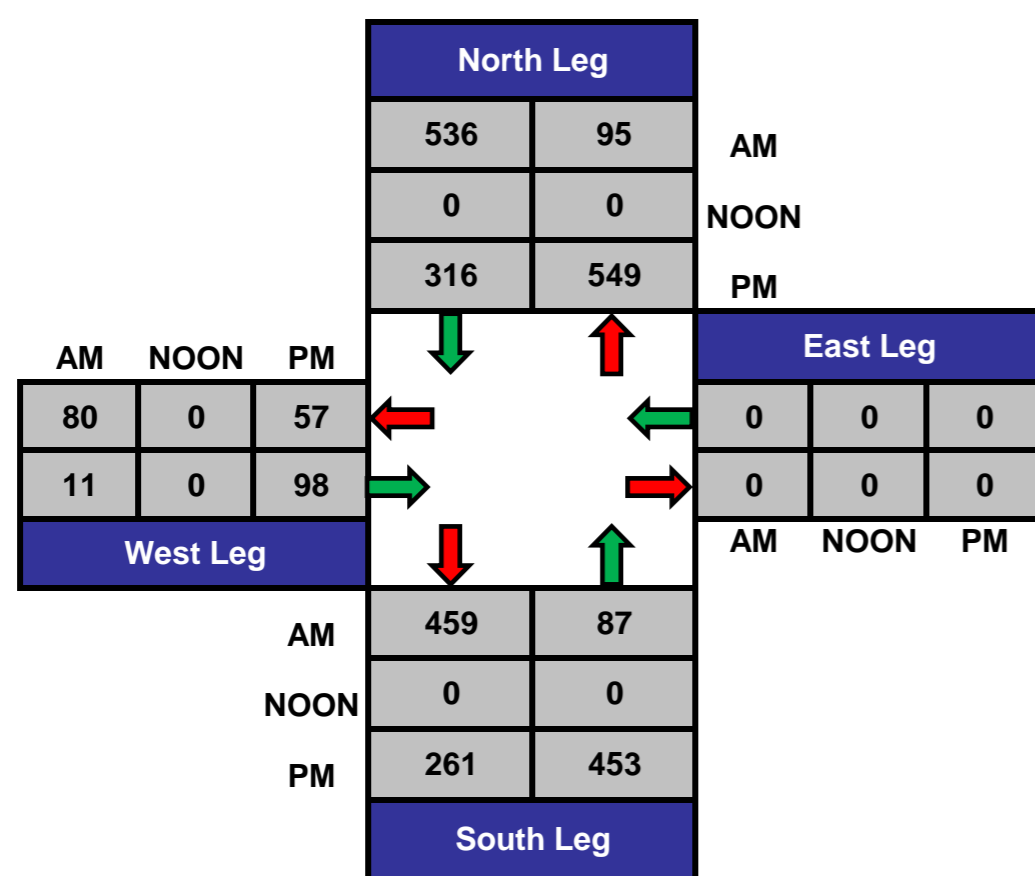 North Leg
536 95 AM
0 0 NOON
316 549 PM
East Leg
AM NOON PM
80 0 57
0 0 0
11 0 98
0 0 0
AM NOON PM
West Leg
AM 459 87
NOON 0 0
PM 261 453
South Leg